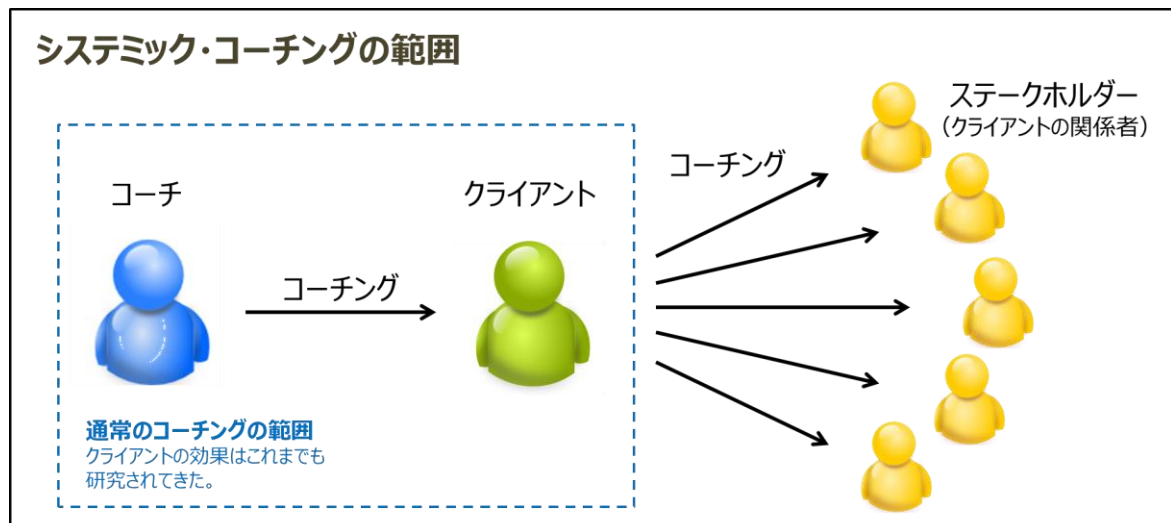 システミック・コーチングの範囲
ステークホルダー
（クライアントの関係者）
コーチング
コーチ
クライアント
コーチング
通常のコーチングの範囲
クライアントの効果はこれまでも
研究されてきた。